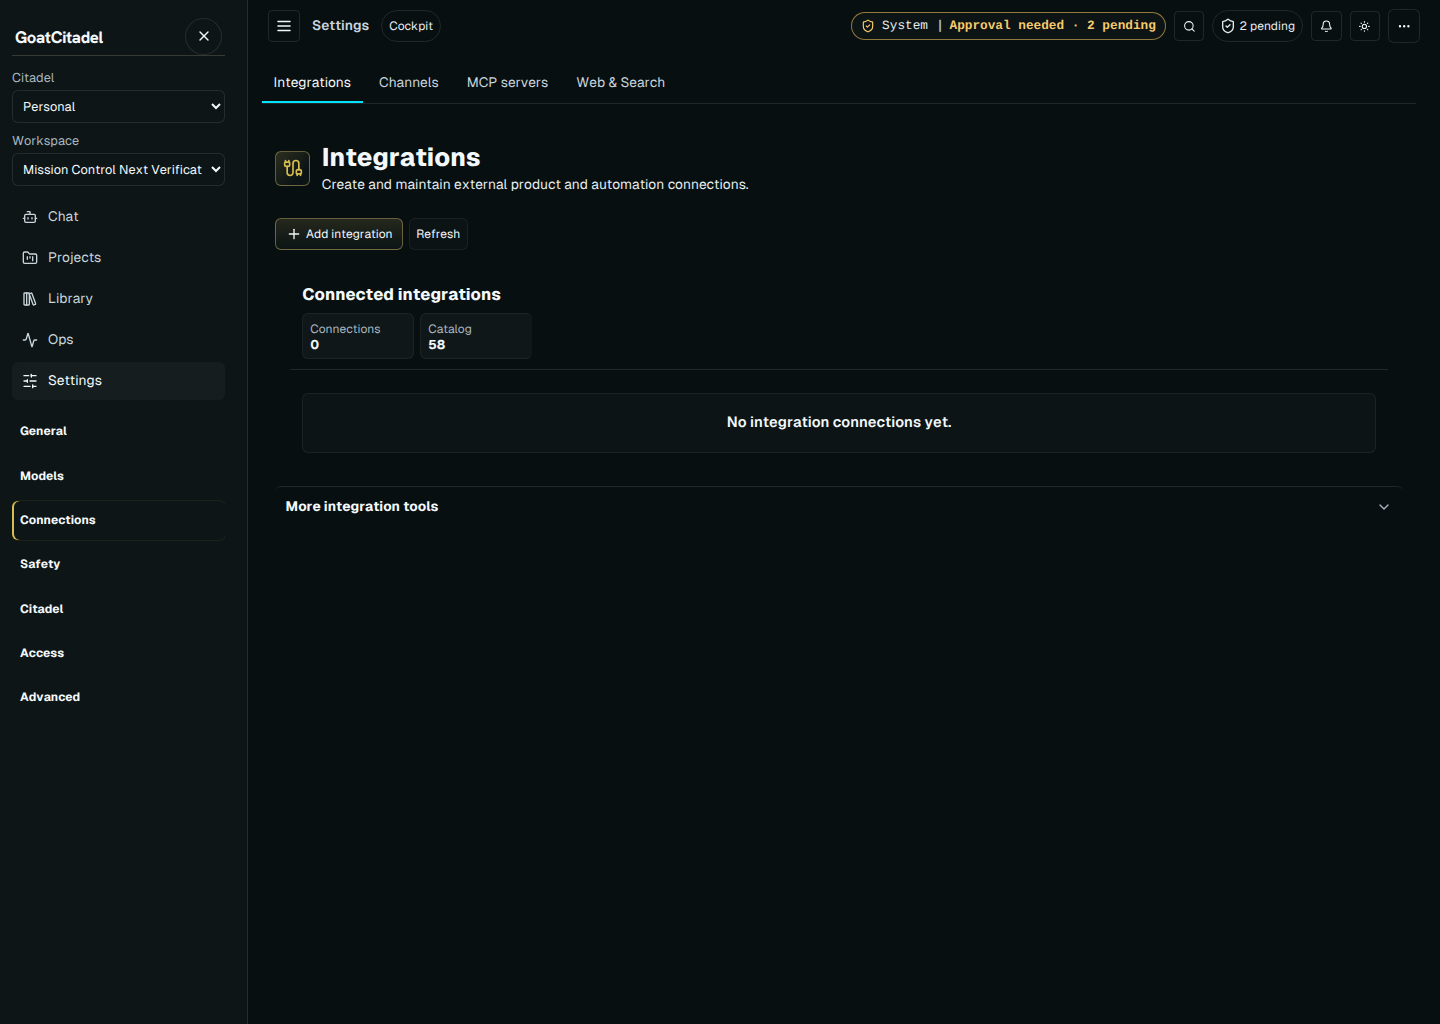 GoatCitadel
Citadel
Personal
Workspace
Mission Control Next Verificat
Chat
Projects
Library
Ops
Settings
General
Models
Connections
Safety
Citadel
Access
Advanced
Settings
Cockpit
System | Approval needed · 2 pending
2 pending
Integrations
Channels
MCP servers
Web & Search
Integrations
Create and maintain external product and automation connections.
Add integration
Refresh
Connected integrations
Connections
0
Catalog
58
No integration connections yet.
More integration tools